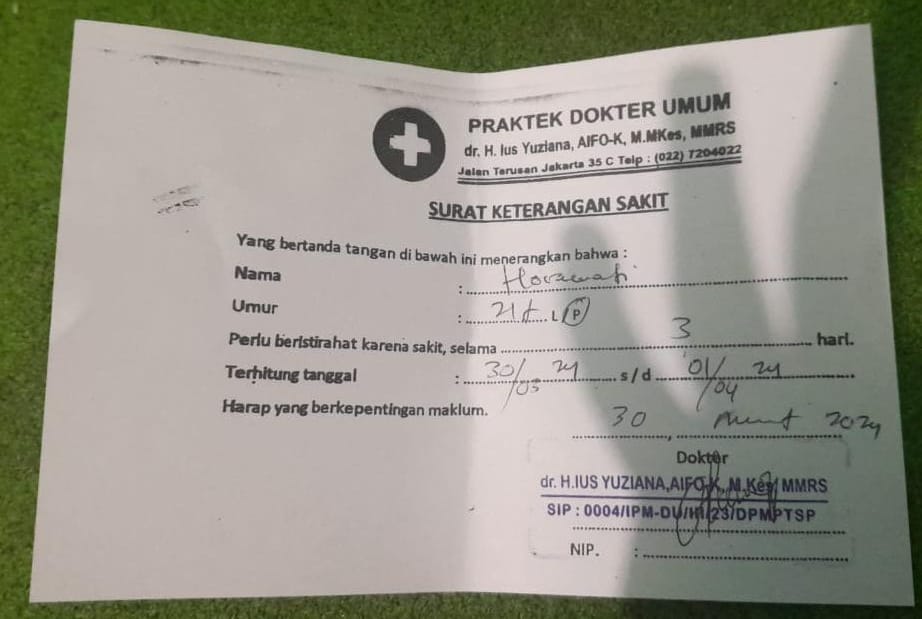 PRAKTEK DOKTER UMUM
dr. H. Ius Yuziana, AIFO-K, M.MKes, MMRS
Jalan Terusan Jakarta 35 C Telp : (022) 7204022
SURAT KETERANGAN SAKIT
Yang bertanda tangan di bawah ini menerangkan bahwa :
Nama :
Umur : 21 L P
Perlu beristirahat karena sakit, selama 3 hari.
Terhitung tanggal : 30/03 24 s/d 01/04 24
Harap yang berkepentingan maklum.
30, 2024
Dokter
dr. H.IUS YUZIANA,AIFO-K, M.Kes, MMRS
SIP : 0004/IPM-DU/III/23/DPMPTSP
NIP. :